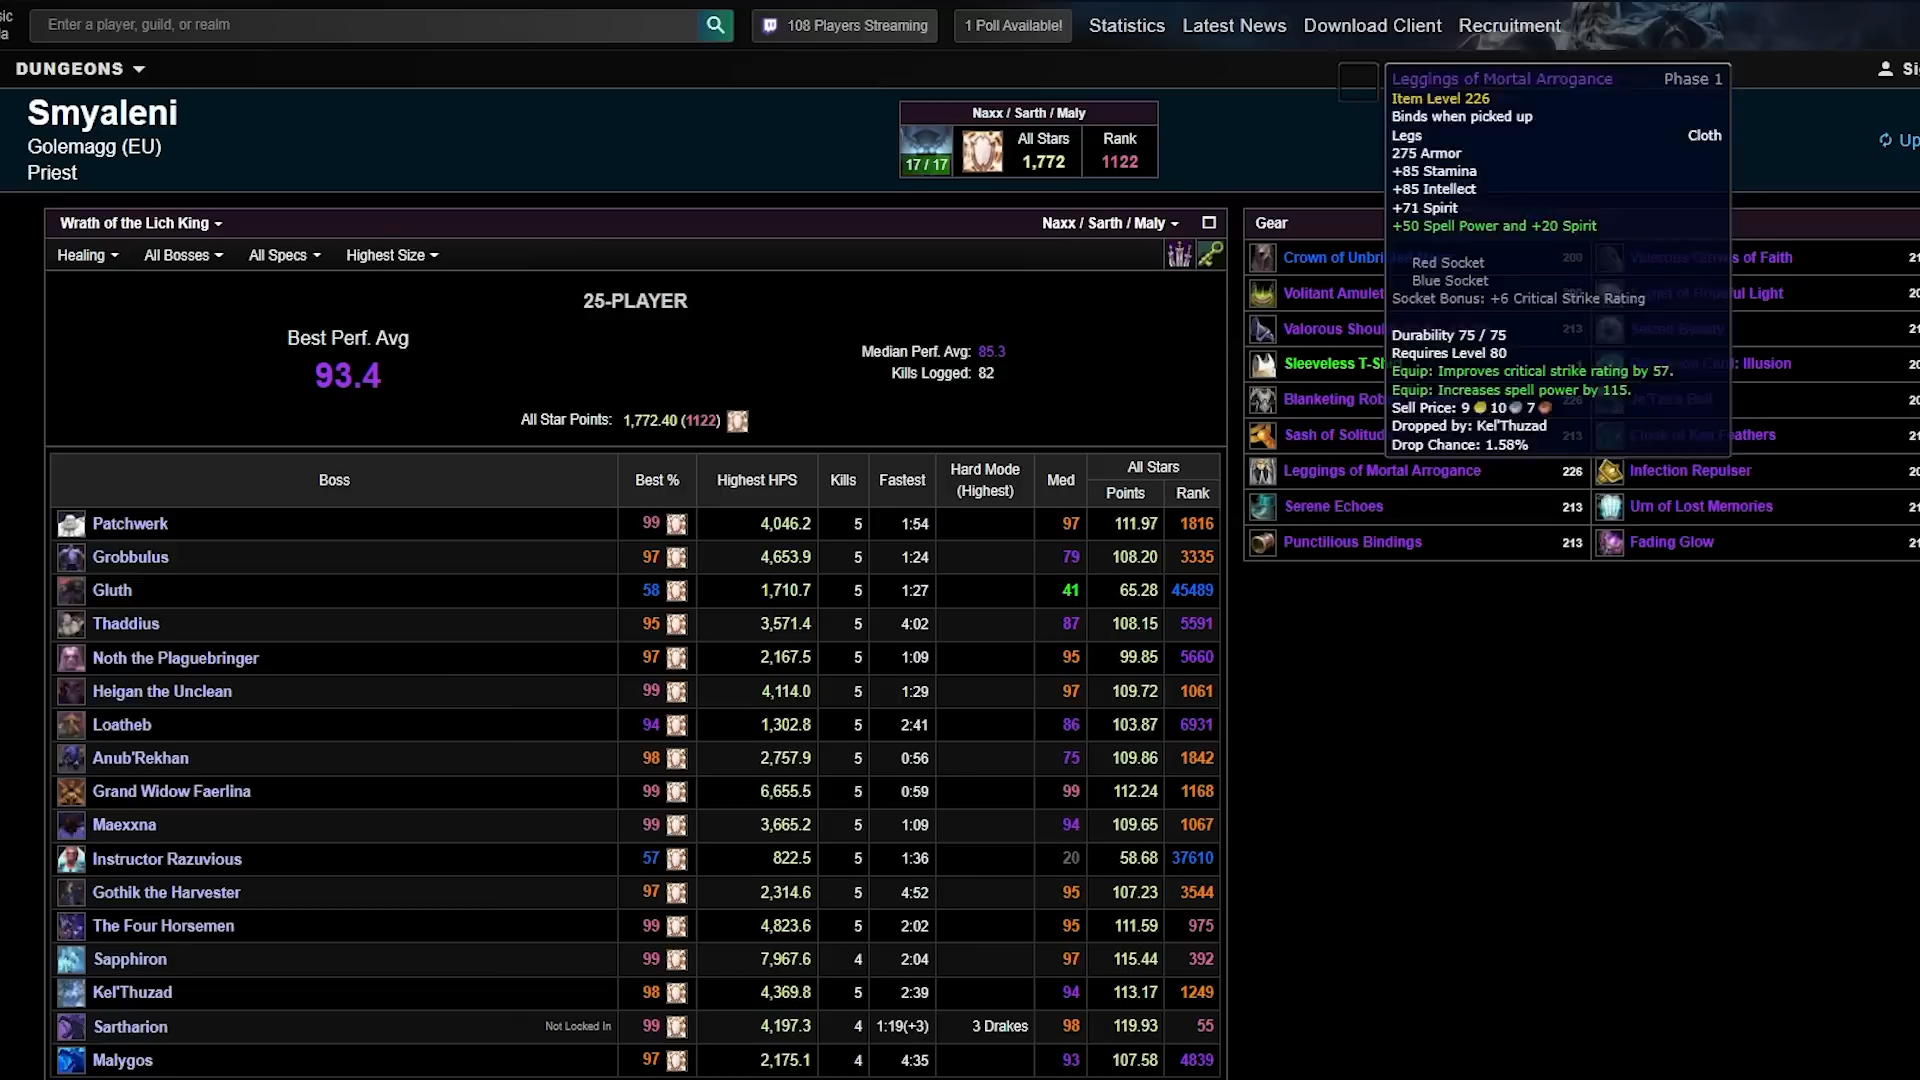 Enter a player, guild, or realm
108 Players Streaming
1 Poll Available!
Statistics
Latest News
Download Client
Recruitment
DUNGEONS
Smyaleni
Golemagg (EU)
Priest
Naxx / Sarth / Maly
17 / 17
All Stars
1,772
Rank
1122
Leggings of Mortal Arrogance Phase 1
Item Level 226
Binds when picked up
Legs Cloth
275 Armor
+85 Stamina
+85 Intellect
+71 Spirit
+50 Spell Power and +20 Spirit
Red Socket
Blue Socket
Socket Bonus: +6 Critical Strike Rating
Durability 75 / 75
Requires Level 80
Equip: Improves critical strike rating by 57.
Equip: Increases spell power by 115.
Sell Price: 9 10 7
Dropped by: Kel'Thuzad
Drop Chance: 1.58%
Wrath of the Lich King
Naxx / Sarth / Maly
Healing
All Bosses
All Specs
Highest Size
25-PLAYER
Best Perf. Avg
93.4
Median Perf. Avg: 85.3
Kills Logged: 82
All Star Points: 1,772.40 (1122)
Boss Best % Highest HPS Kills Fastest Hard Mode (Highest) Med All Stars Points Rank
Patchwerk 99 4,046.2 5 1:54 97 111.97 1816
Grobbulus 97 4,653.9 5 1:24 79 108.20 3335
Gluth 58 1,710.7 5 1:27 41 65.28 45489
Thaddius 95 3,571.4 5 4:02 87 108.15 5591
Noth the Plaguebringer 97 2,167.5 5 1:09 95 99.85 5660
Heigan the Unclean 99 4,114.0 5 1:29 97 109.72 1061
Loatheb 94 1,302.8 5 2:41 86 103.87 6931
Anub'Rekhan 98 2,757.9 5 0:56 75 109.86 1842
Grand Widow Faerlina 99 6,655.5 5 0:59 99 112.24 1168
Maexxna 99 3,665.2 5 1:09 94 109.65 1067
Instructor Razuvious 57 822.5 5 1:36 20 58.68 37610
Gothik the Harvester 97 2,314.6 5 4:52 95 107.23 3544
The Four Horsemen 99 4,823.6 5 2:02 95 111.59 975
Sapphiron 99 7,967.6 4 2:04 97 115.44 392
Kel'Thuzad 98 4,369.8 5 2:39 94 113.17 1249
Sartharion Not Locked In 99 4,197.3 4 1:19(+3) 3 Drakes 98 119.93 55
Malygos 97 2,175.1 4 4:35 93 107.58 4839
Gear
Crown of 200 of Faith
Volitant Amulet Light
Valorous 213
Sleeveless : Illusion
Blanketing
Sash of 213 Feathers
Leggings of Mortal Arrogance 226 Infection Repulser
Serene Echoes 213 Urn of Lost Memories
Punctilious Bindings 213 Fading Glow